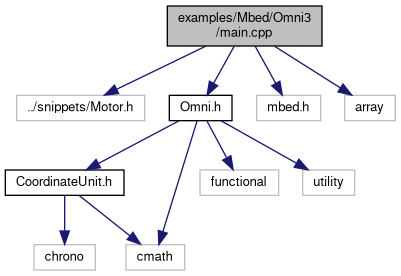 examples/Mbed/Omni3
/main.cpp
../snippets/Motor.h
Omni.h
mbed.h
array
CoordinateUnit.h
functional
utility
chrono
cmath